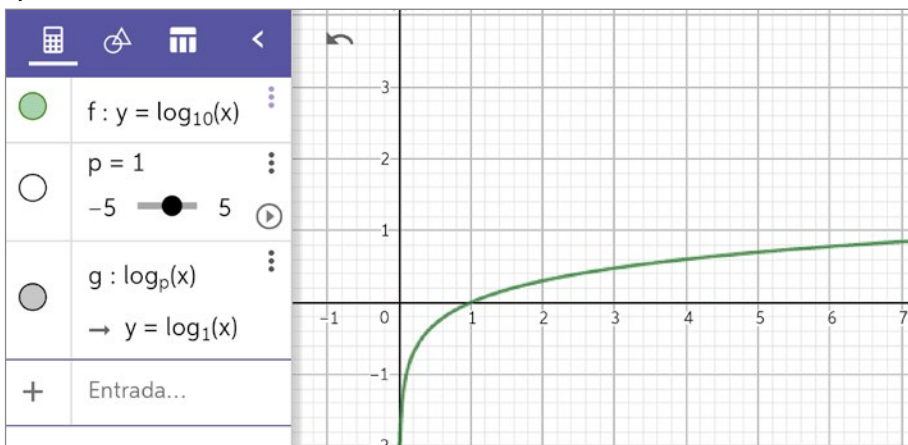 f : y = log₁₀(x)
p = 1
−5 5
g : logₚ(x)
→ y = log₁(x)
+ Entrada...
3
2
1
−1 0 1 2 3 4 5 6 7
−1